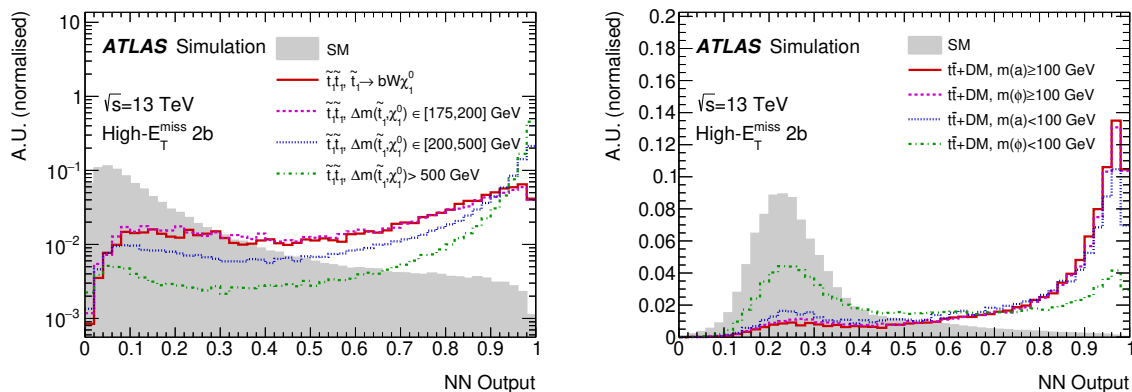 A.U. (normalised)
10
1
10⁻¹
10⁻²
10⁻³
ATLAS Simulation
√s=13 TeV
High-E_T^miss 2b
SM
t̃₁t̃₁, t̃₁→ bWχ₁⁰
t̃₁t̃₁, Δm(t̃₁,χ₁⁰) ∈ [175,200] GeV
t̃₁t̃₁, Δm(t̃₁,χ₁⁰) ∈ [200,500] GeV
t̃₁t̃₁, Δm(t̃₁,χ₁⁰)> 500 GeV
0 0.1 0.2 0.3 0.4 0.5 0.6 0.7 0.8 0.9 1
NN Output
A.U. (normalised)
0.2
0.18
0.16
0.14
0.12
0.1
0.08
0.06
0.04
0.02
0
ATLAS Simulation
√s=13 TeV
High-E_T^miss 2b
SM
tt̄+DM, m(a)≥100 GeV
tt̄+DM, m(ϕ)≥100 GeV
tt̄+DM, m(a)<100 GeV
tt̄+DM, m(ϕ)<100 GeV
0 0.1 0.2 0.3 0.4 0.5 0.6 0.7 0.8 0.9 1
NN Output